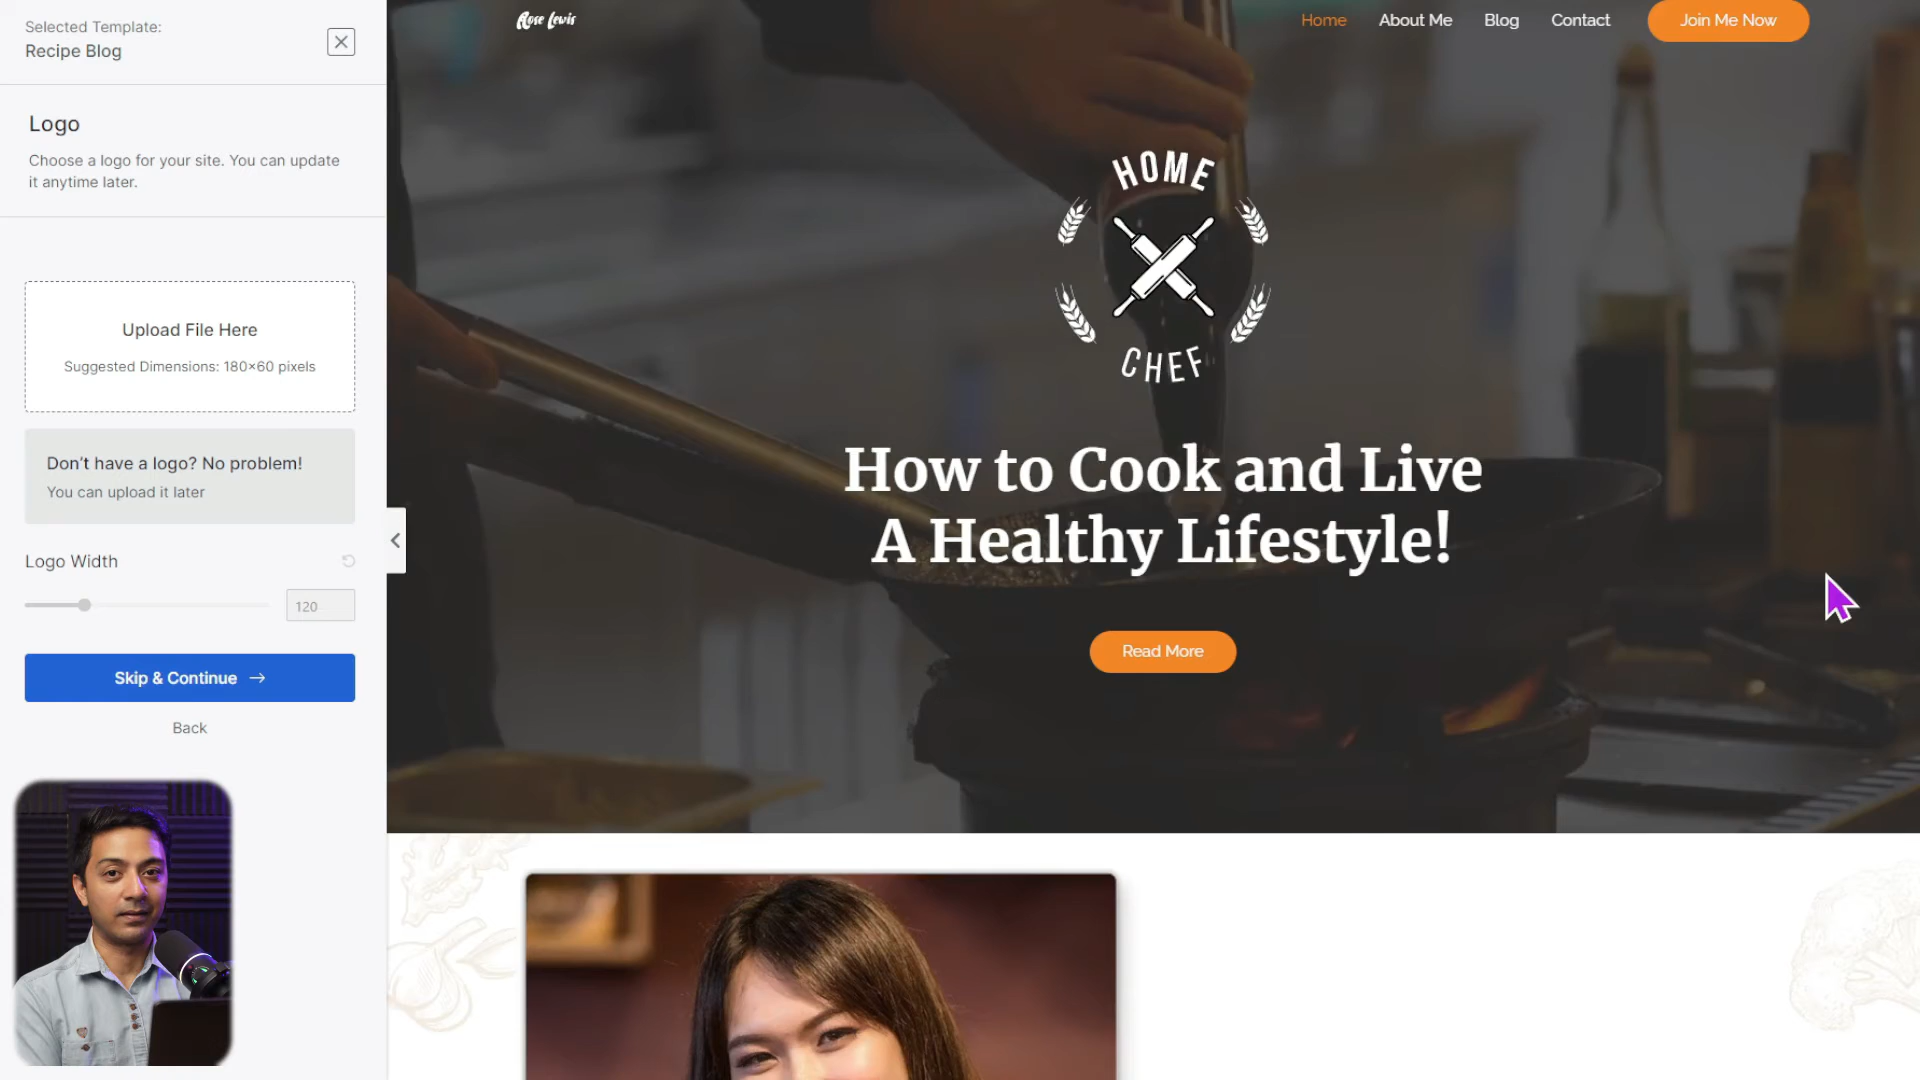 Selected Template:
Recipe Blog
Logo
Choose a logo for your site. You can update
it anytime later.
Upload File Here
Suggested Dimensions: 180×60 pixels
Don't have a logo? No problem!
You can upload it later
Logo Width
120
Skip & Continue →
Back
Rose Lewis
Home About Me Blog Contact Join Me Now
HOME
CHEF
How to Cook and Live
A Healthy Lifestyle!
Read More